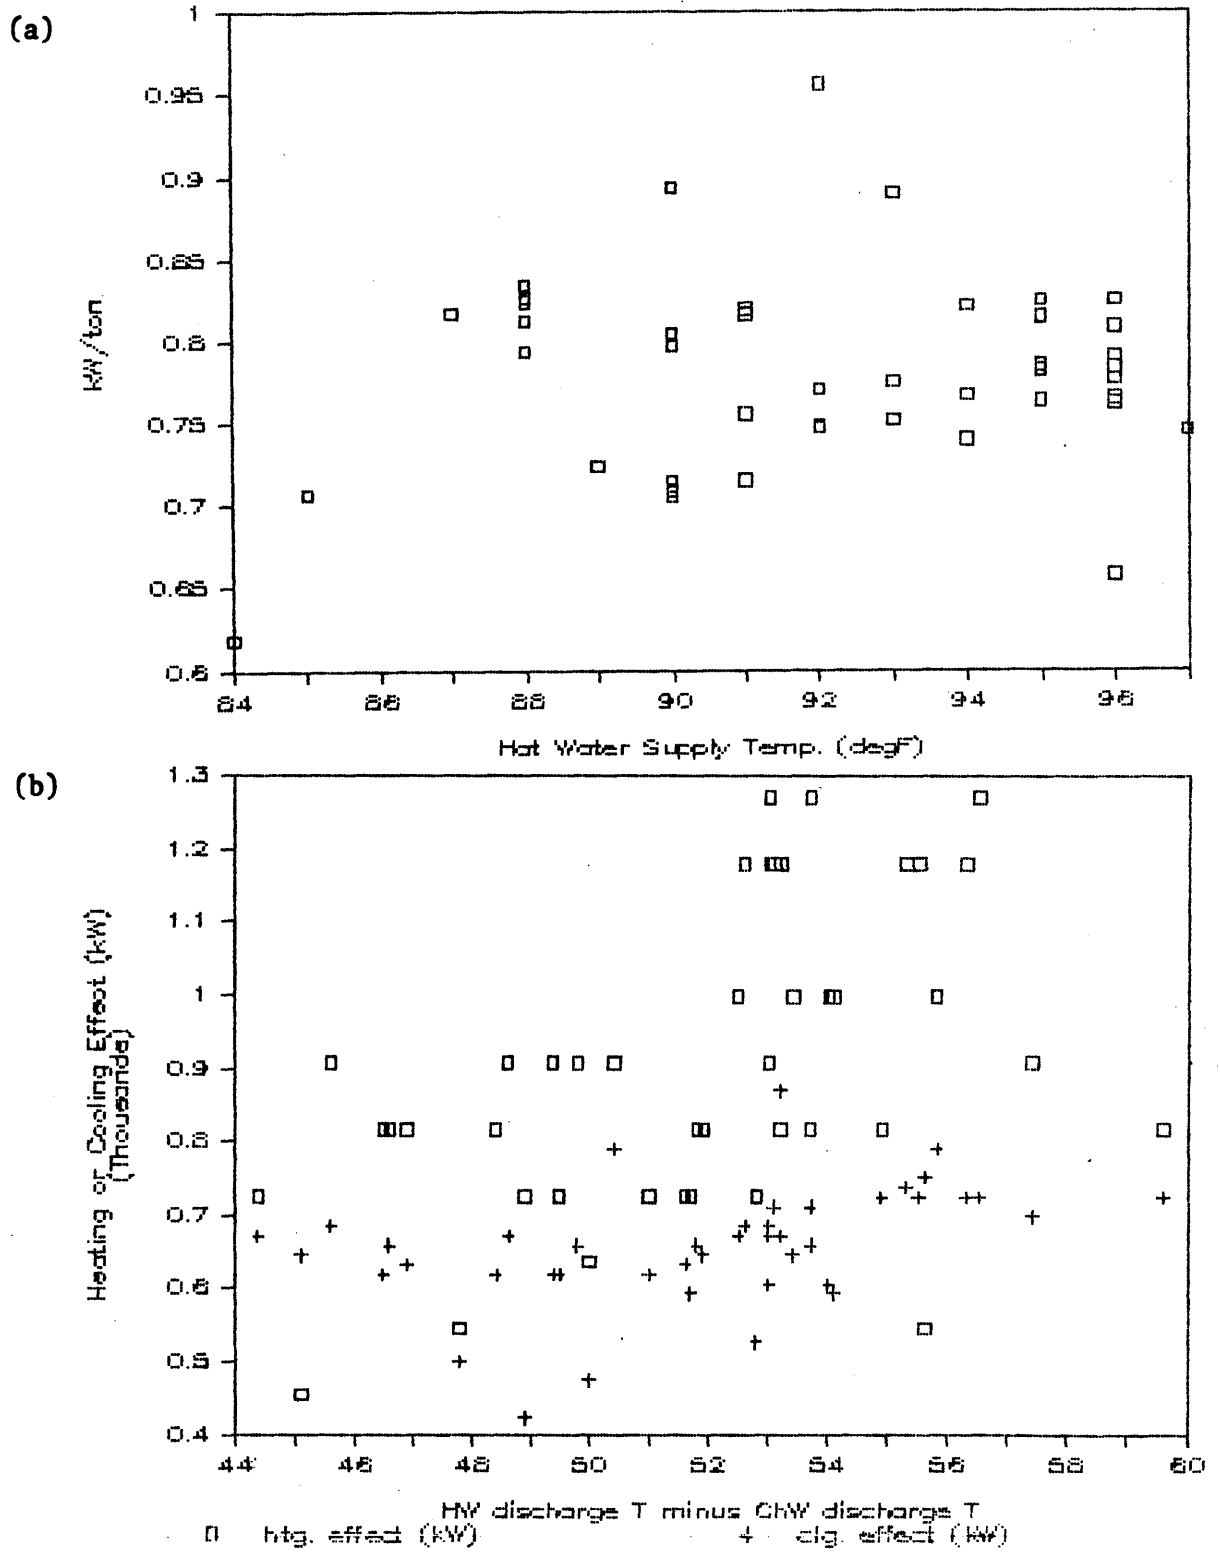 (a)
1
0.95
0.9
0.85
0.8
0.75
0.7
0.65
0.6
kW/ton
84 86 88 90 92 94 96
Hot Water Supply Temp. (degF)
(b)
1.3
1.2
1.1
1
0.9
0.8
0.7
0.6
0.5
0.4
Heating or Cooling Effect (kW)
(Thousands)
44 46 48 50 52 54 56 58 60
HW discharge T minus ChW discharge T
htg. effect (kW) clg. effect (kW)